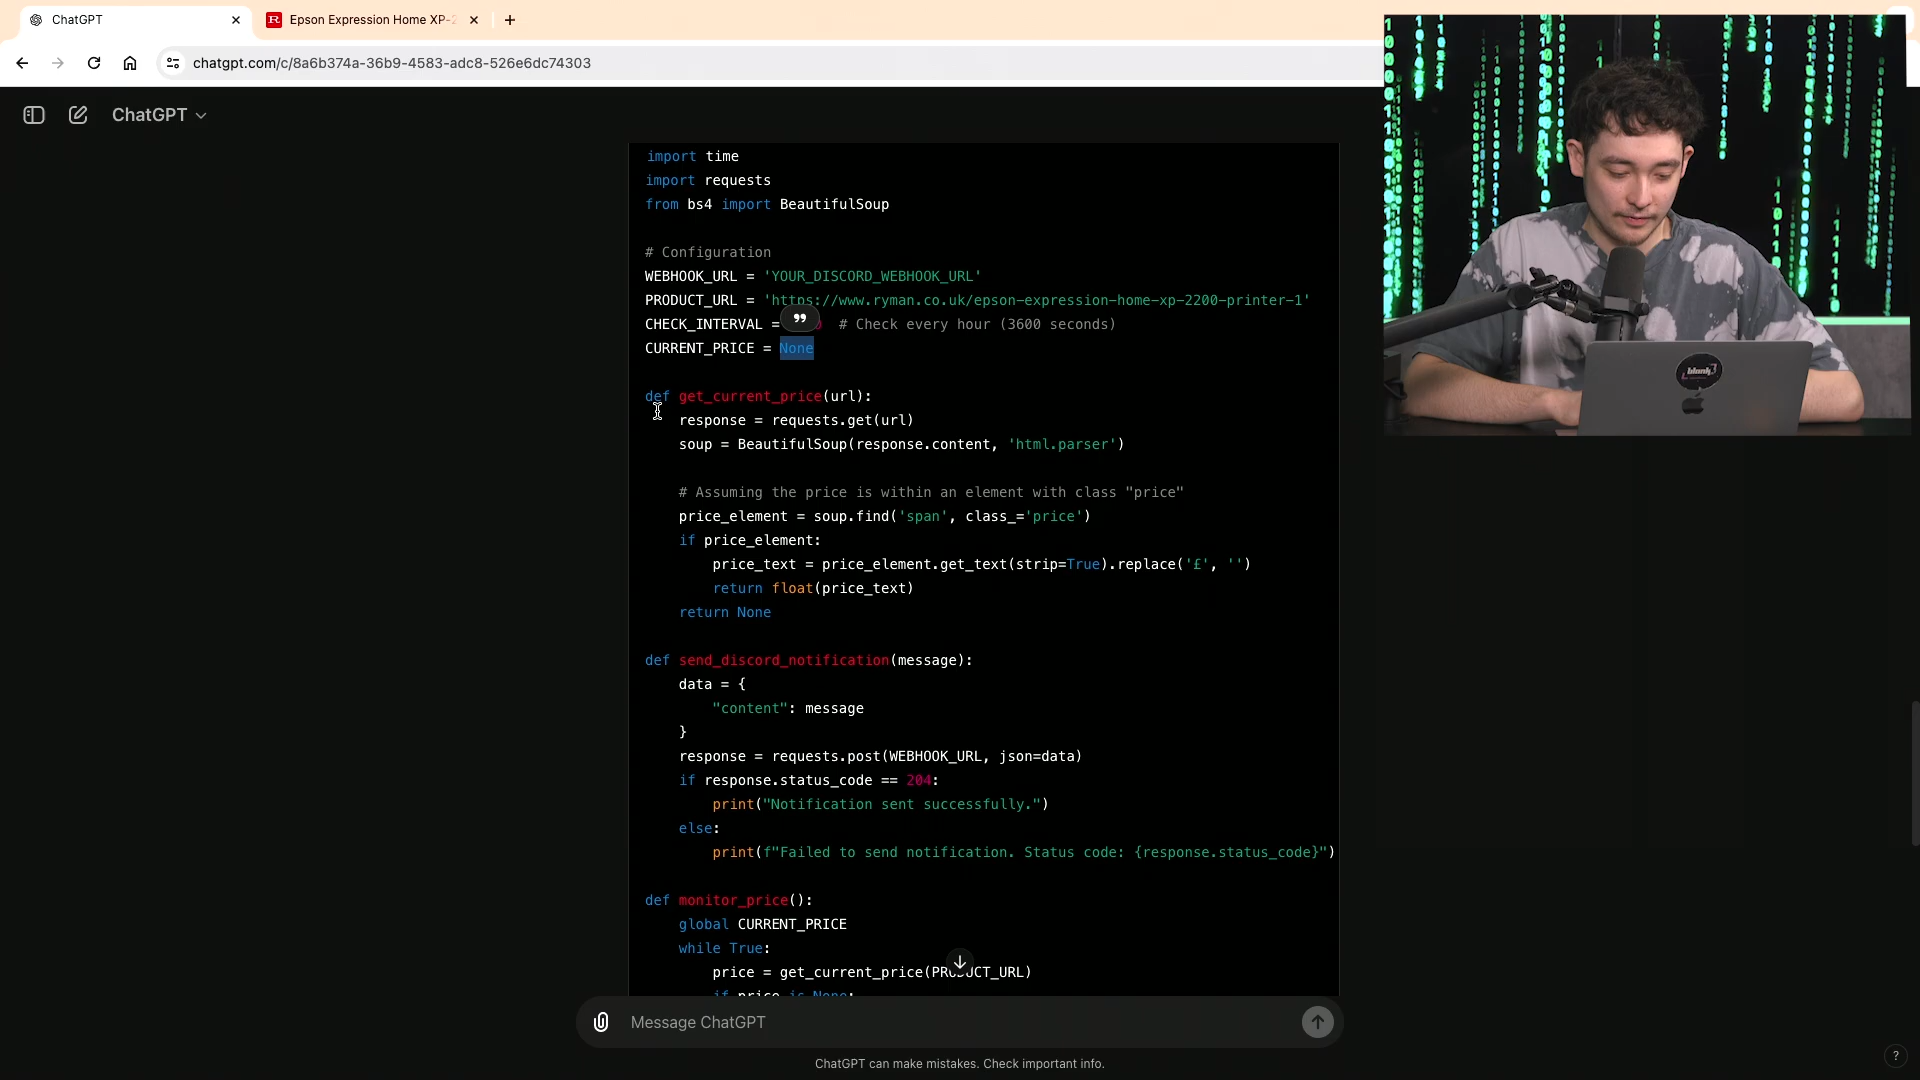 ChatGPT
Epson Expression Home XP-2
chatgpt.com/c/8a6b374a-36b9-4583-adc8-526e6dc74303
ChatGPT
import time
import requests
from bs4 import BeautifulSoup
# Configuration
WEBHOOK_URL = 'YOUR_DISCORD_WEBHOOK_URL'
PRODUCT_URL = 'https://www.ryman.co.uk/epson-expression-home-xp-2200-printer-1'
CHECK_INTERVAL = # Check every hour (3600 seconds)
CURRENT_PRICE = None
def get_current_price(url):
response = requests.get(url)
soup = BeautifulSoup(response.content, 'html.parser')
# Assuming the price is within an element with class "price"
price_element = soup.find('span', class_='price')
if price_element:
price_text = price_element.get_text(strip=True).replace('£', '')
return float(price_text)
return None
def send_discord_notification(message):
data = {
"content": message
}
response = requests.post(WEBHOOK_URL, json=data)
if response.status_code == 204:
print("Notification sent successfully.")
else:
print(f"Failed to send notification. Status code: {response.status_code}")
def monitor_price():
global CURRENT_PRICE
while True:
price = get_current_price(PRODUCT_URL)
if price is None:
Message ChatGPT
ChatGPT can make mistakes. Check important info.
?